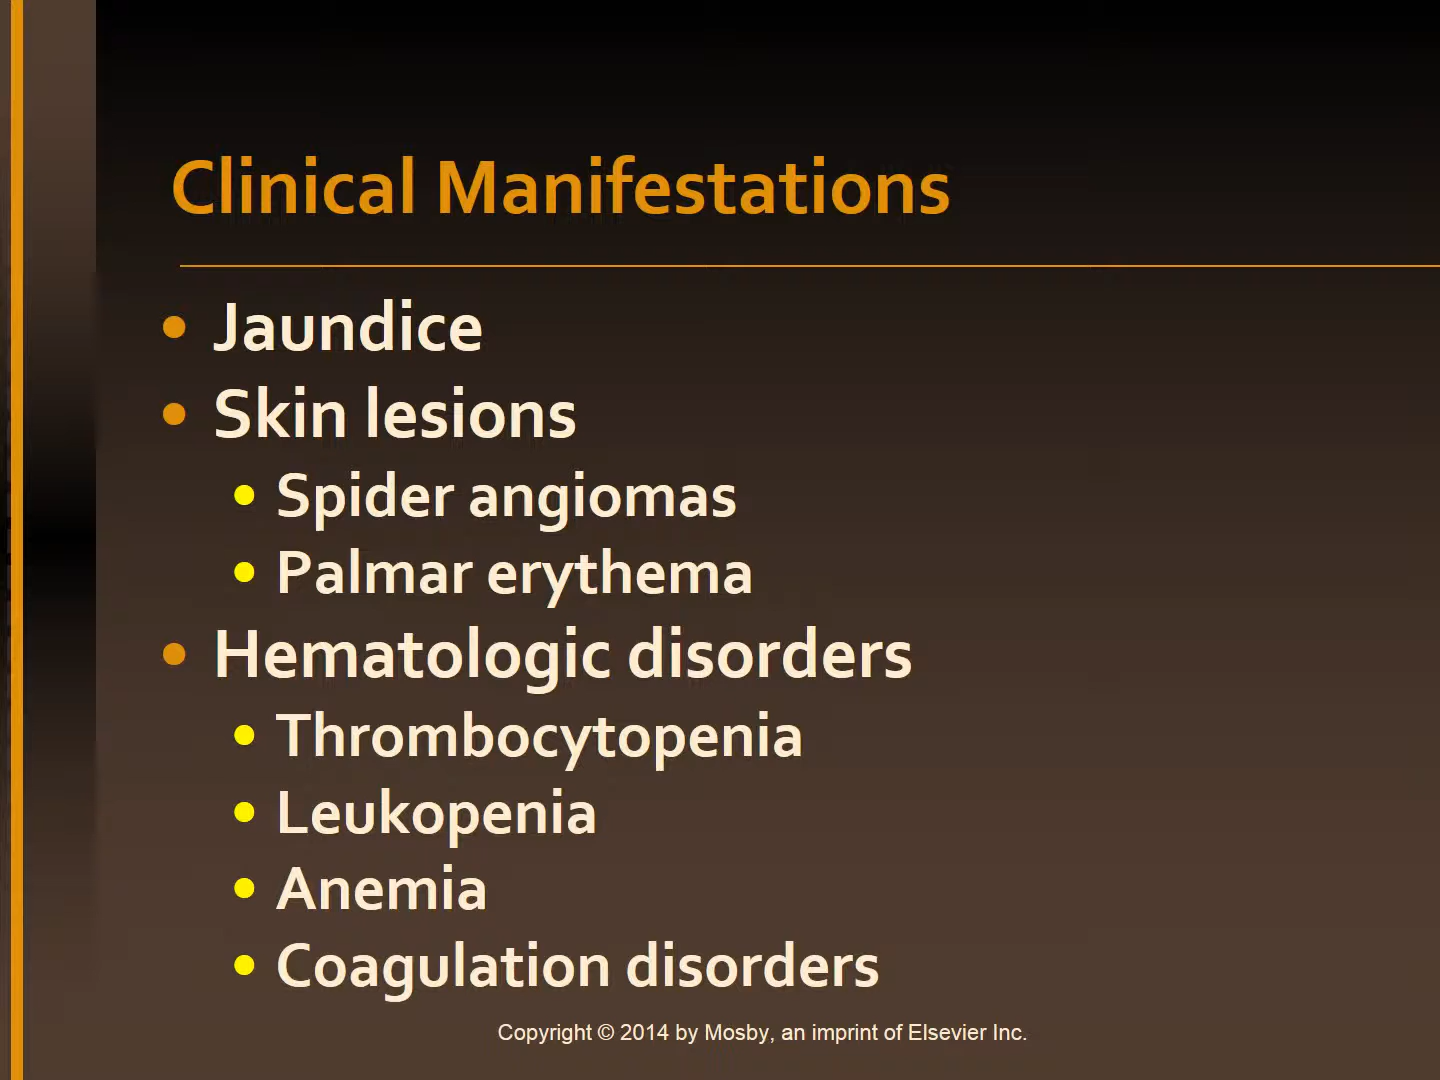 Clinical Manifestations
• Jaundice
• Skin lesions
• Spider angiomas
• Palmar erythema
• Hematologic disorders
• Thrombocytopenia
• Leukopenia
• Anemia
• Coagulation disorders
Copyright © 2014 by Mosby, an imprint of Elsevier Inc.